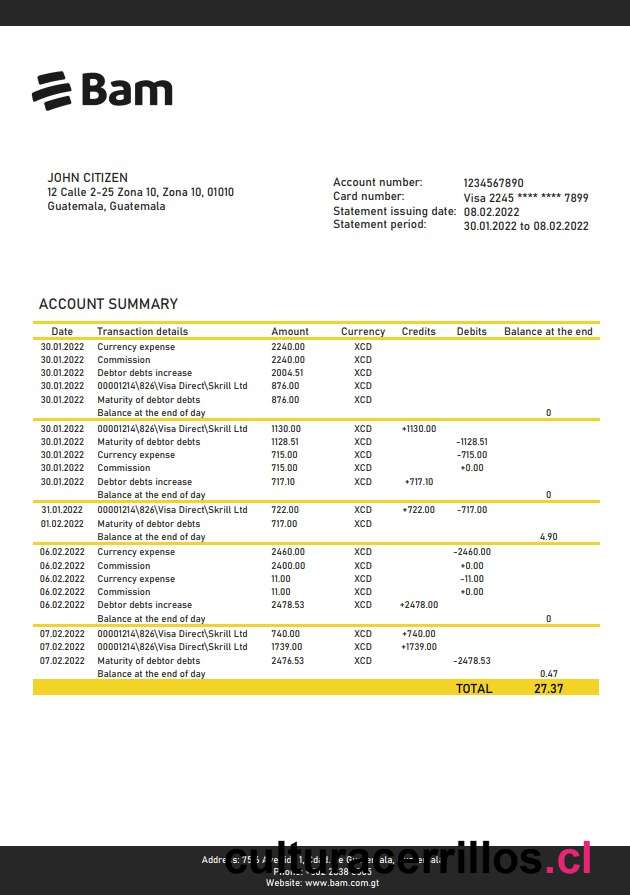 Bam
JOHN CITIZEN
12 Calle 2-25 Zona 10, Zona 10, 01010
Guatemala, Guatemala
Account number: 1234567890
Card number: Visa 2245 **** **** 7899
Statement issuing date: 08.02.2022
Statement period: 30.01.2022 to 08.02.2022
ACCOUNT SUMMARY
Date Transaction details Amount Currency Credits Debits Balance at the end
30.01.2022 Currency expense 2240.00 XCD
30.01.2022 Commission 2240.00 XCD
30.01.2022 Debtor debts increase 2004.51 XCD
30.01.2022 00001214\826\Visa Direct\Skrill Ltd 876.00 XCD
30.01.2022 Maturity of debtor debts 876.00 XCD
Balance at the end of day 0
30.01.2022 00001214\826\Visa Direct\Skrill Ltd 1130.00 XCD +1130.00
30.01.2022 Maturity of debtor debts 1128.51 XCD -1128.51
30.01.2022 Currency expense 715.00 XCD -715.00
30.01.2022 Commission 715.00 XCD +0.00
30.01.2022 Debtor debts increase 717.10 XCD +717.10
Balance at the end of day 0
31.01.2022 00001214\826\Visa Direct\Skrill Ltd 722.00 XCD +722.00 -717.00
01.02.2022 Maturity of debtor debts 717.00 XCD
Balance at the end of day 4.90
06.02.2022 Currency expense 2460.00 XCD -2460.00
06.02.2022 Commission 2400.00 XCD +0.00
06.02.2022 Currency expense 11.00 XCD -11.00
06.02.2022 Commission 11.00 XCD +0.00
06.02.2022 Debtor debts increase 2478.53 XCD +2478.00
Balance at the end of day 0
07.02.2022 00001214\826\Visa Direct\Skrill Ltd 740.00 XCD +740.00
07.02.2022 00001214\826\Visa Direct\Skrill Ltd 1739.00 XCD +1739.00
07.02.2022 Maturity of debtor debts 2476.53 XCD -2478.53
Balance at the end of day 0.47
TOTAL 27.37
Address:
culturacerrillos.cl
Website: www.bam.com.gt